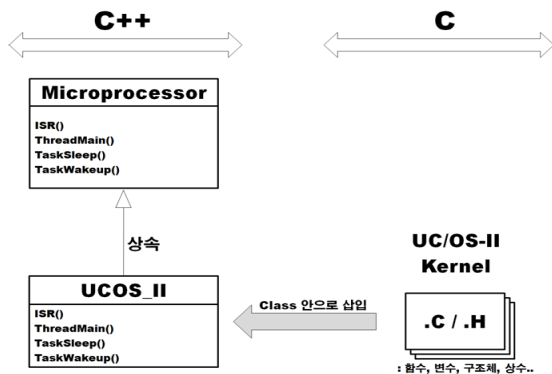 C++
C
Microprocessor
ISR()
ThreadMain()
TaskSleep()
TaskWakeup()
상속
UC/OS-II
Kernel
UCOS_II
ISR()
ThreadMain()
TaskSleep()
TaskWakeup()
Class 안으로 삽입
.C / .H
: 함수, 변수, 구조체, 상수..